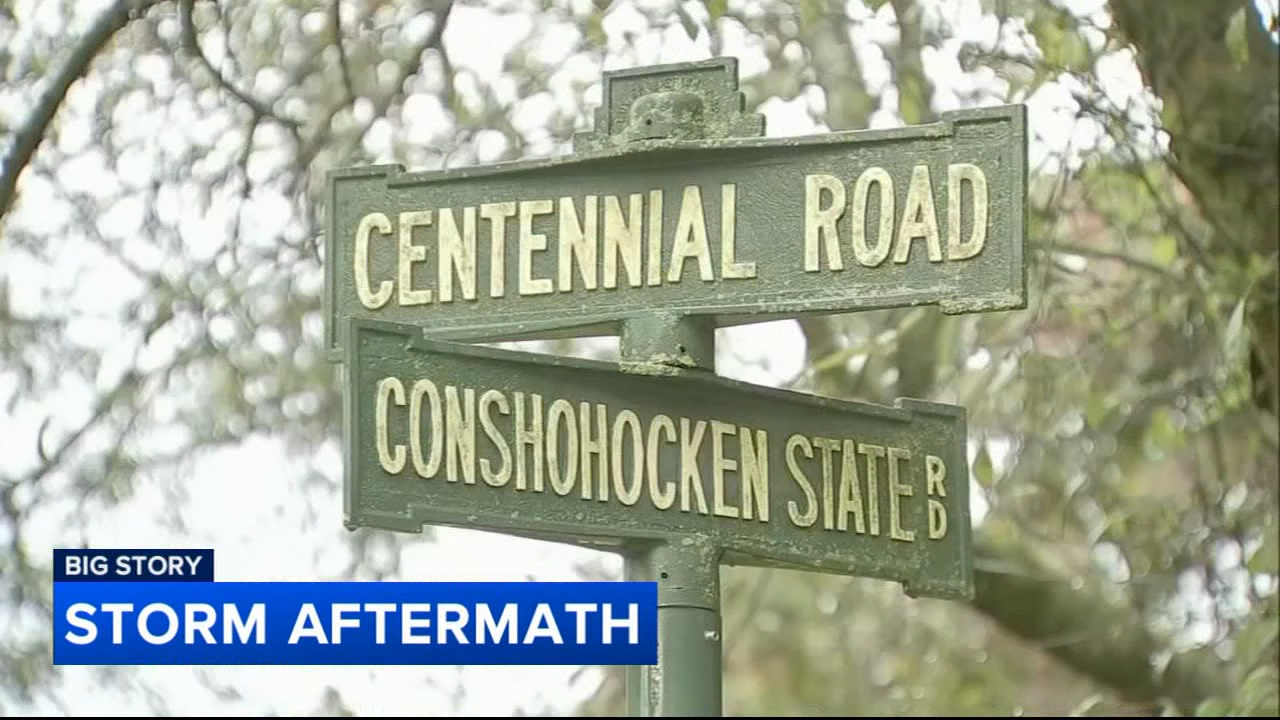 CENTENNIAL ROAD
CONSHOHOCKEN STATE RD
BIG STORY
STORM AFTERMATH